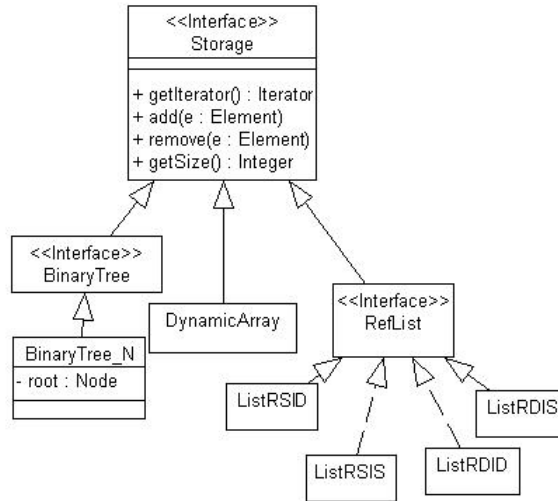 <<Interface>>
Storage
+ getIterator() : Iterator
+ add(e : Element)
+ remove(e : Element)
+ getSize() : Integer
<<Interface>>
BinaryTree
BinaryTree_N
- root : Node
DynamicArray
<<Interface>>
RefList
ListRSID
ListRDIS
ListRSIS
ListRDID